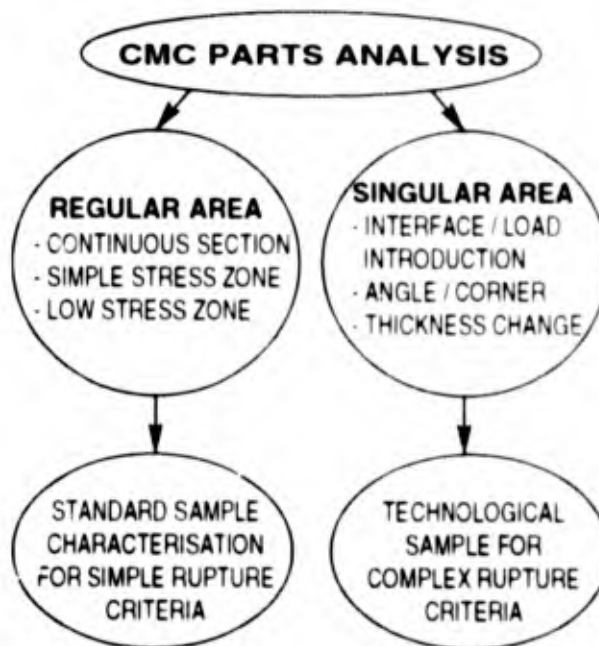 CMC PARTS ANALYSIS
REGULAR AREA
- CONTINUOUS SECTION
- SIMPLE STRESS ZONE
- LOW STRESS ZONE
SINGULAR AREA
- INTERFACE / LOAD
INTRODUCTION
- ANGLE / CORNER
- THICKNESS CHANGE
STANDARD SAMPLE
CHARACTERISATION
FOR SIMPLE RUPTURE
CRITERIA
TECHNOLOGICAL
SAMPLE FOR
COMPLEX RUPTURE
CRITERIA